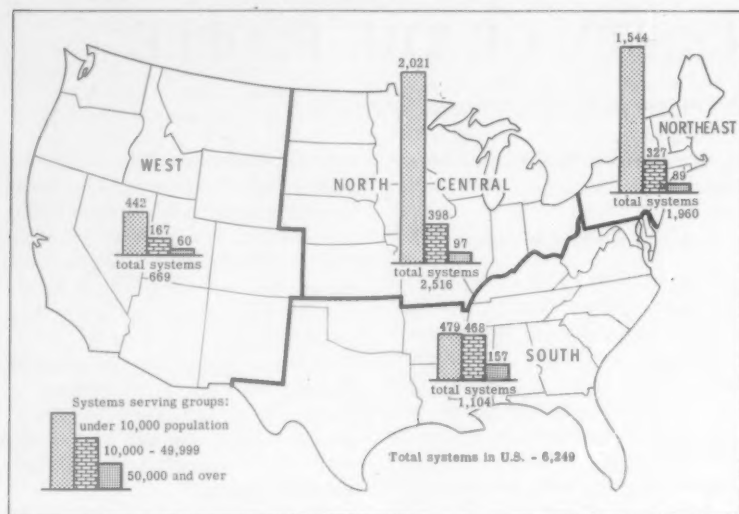 1,544
2,021
NORTHEAST
327
89
WEST
NORTH CENTRAL
total systems
1,960
442
167
60
398
97
total systems
669
total systems
2,516
479
468
157
SOUTH
total systems
1,104
Systems serving groups:
under 10,000 population
10,000 - 49,999
50,000 and over
Total systems in U.S. - 6,249